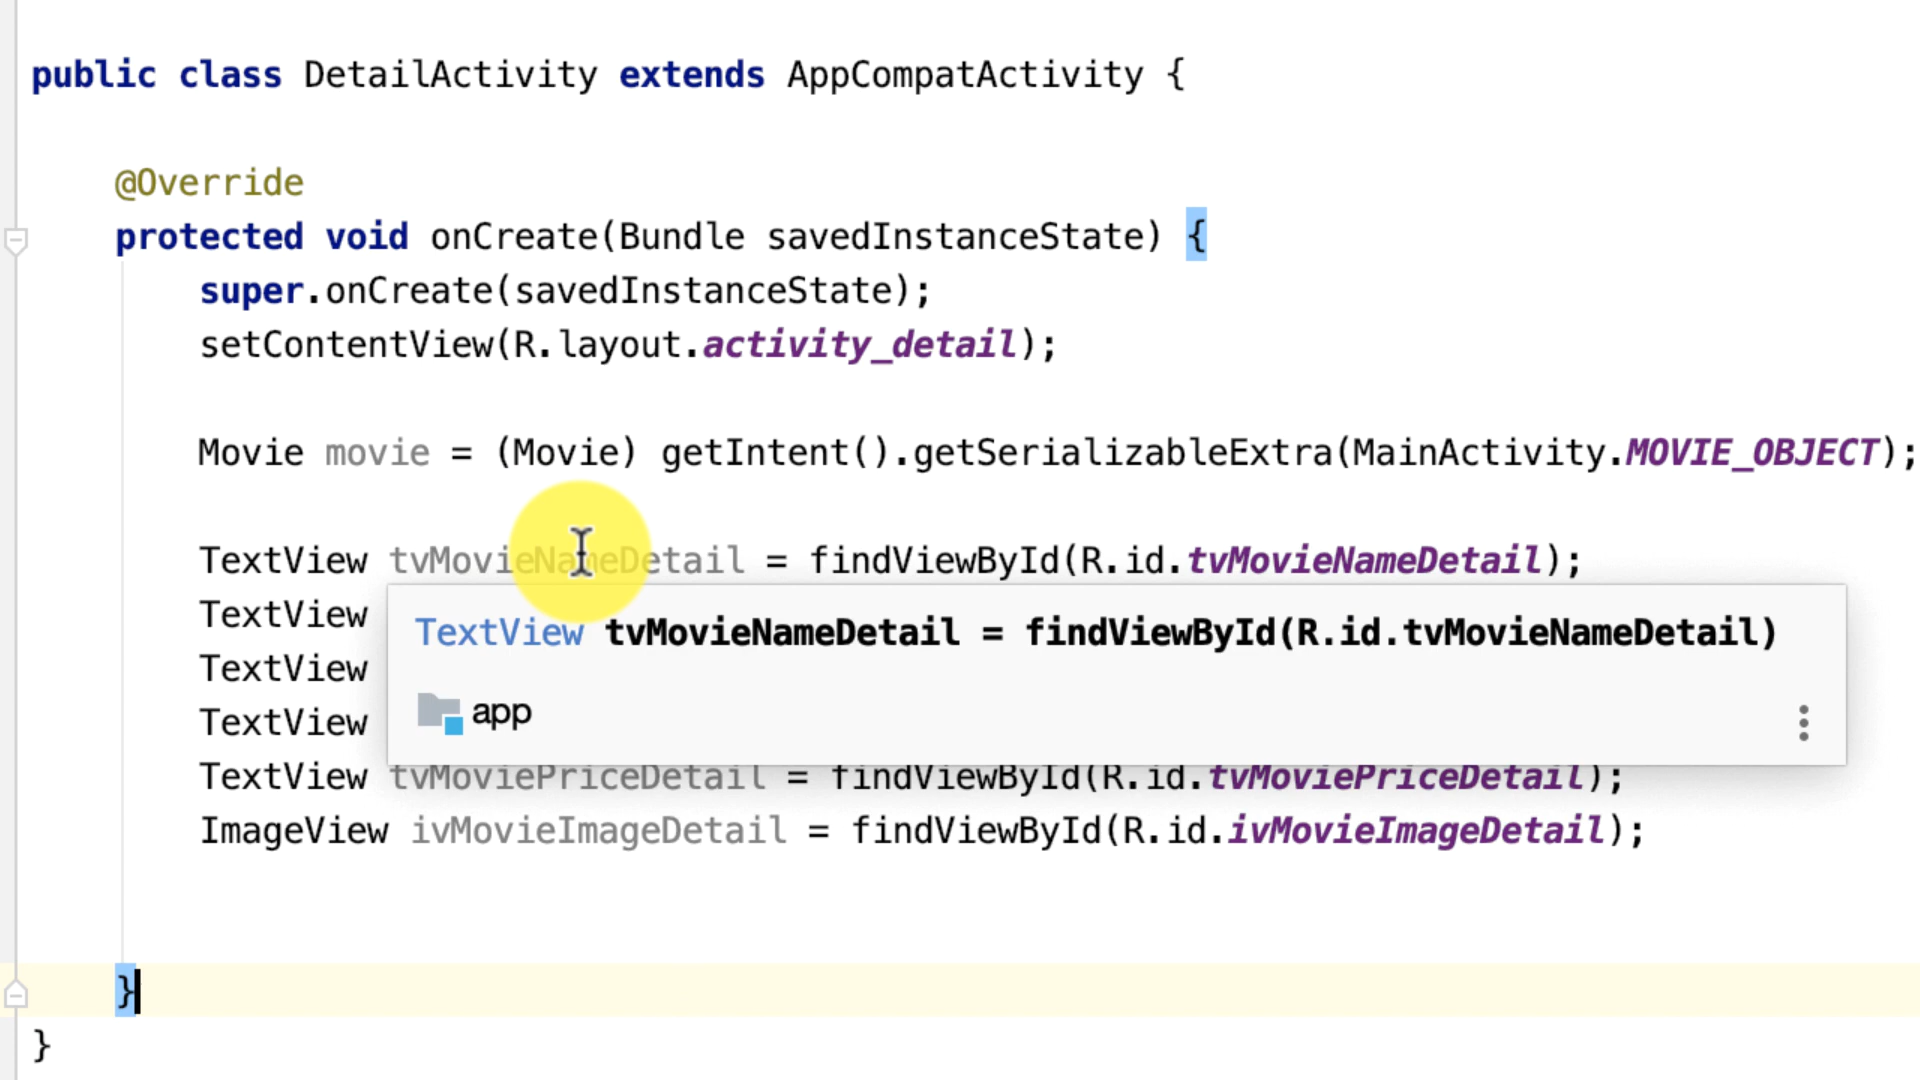 public class DetailActivity extends AppCompatActivity {
@Override
protected void onCreate(Bundle savedInstanceState) {
super.onCreate(savedInstanceState);
setContentView(R.layout.activity_detail);
Movie movie = (Movie) getIntent().getSerializableExtra(MainActivity.MOVIE_OBJECT);
TextView tvMovieNameDetail = findViewById(R.id.tvMovieNameDetail);
TextView
TextView tvMovieNameDetail = findViewById(R.id.tvMovieNameDetail)
TextView
app
TextView
TextView tvMoviePriceDetail = findViewById(R.id.tvMoviePriceDetail);
ImageView ivMovieImageDetail = findViewById(R.id.ivMovieImageDetail);
}
}